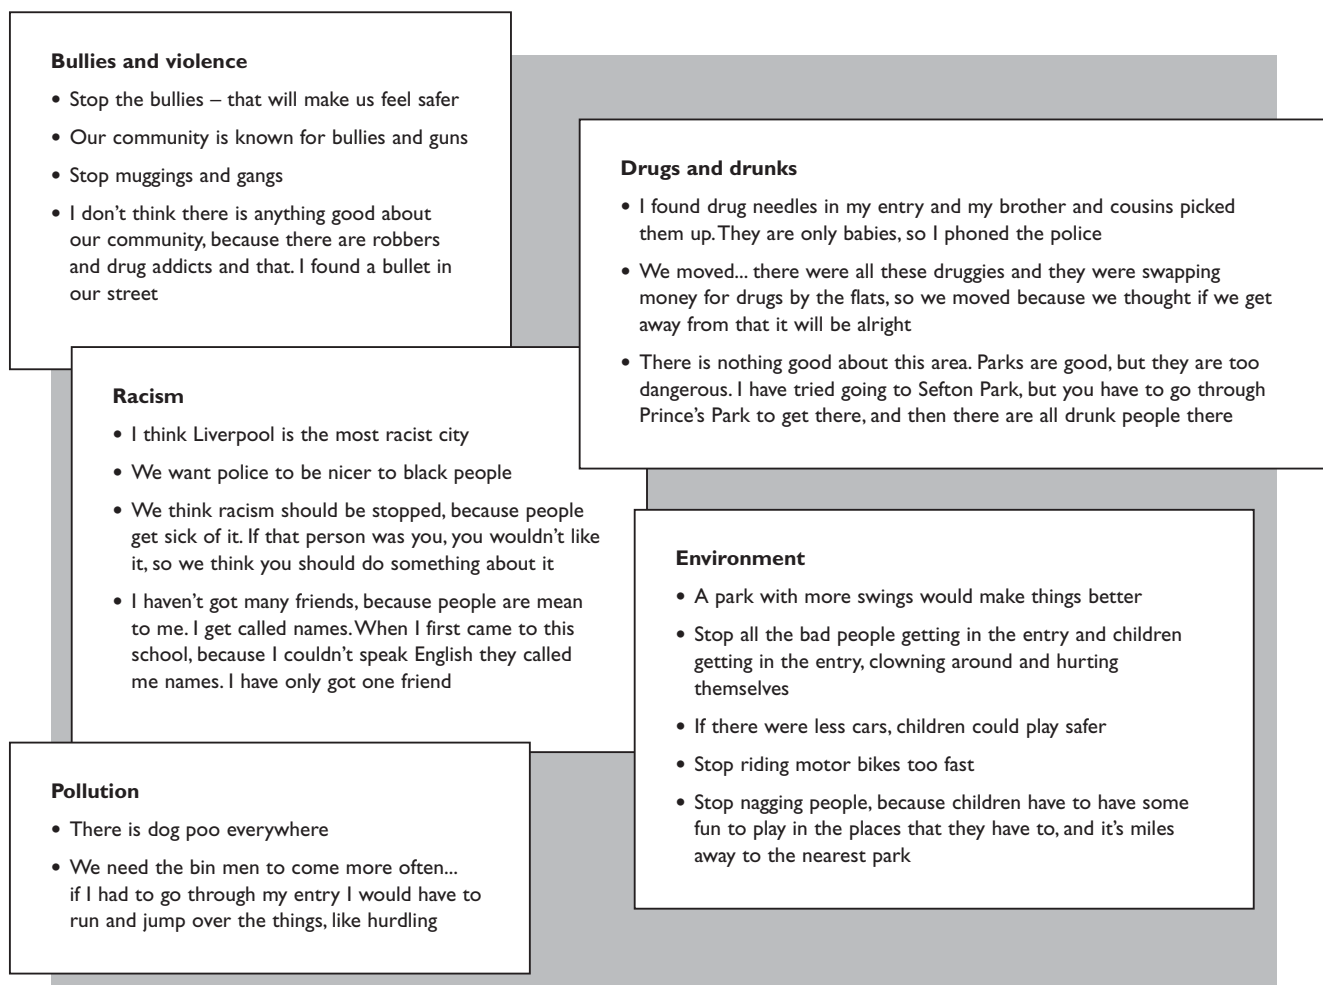 Bullies and violence
• Stop the bullies – that will make us feel safer
• Our community is known for bullies and guns
• Stop muggings and gangs
• I don't think there is anything good about
our community, because there are robbers
and drug addicts and that. I found a bullet in
our street
Drugs and drunks
• I found drug needles in my entry and my brother and cousins picked
them up. They are only babies, so I phoned the police
• We moved... there were all these druggies and they were swapping
money for drugs by the flats, so we moved because we thought if we get
away from that it will be alright
• There is nothing good about this area. Parks are good, but they are too
dangerous. I have tried going to Sefton Park, but you have to go through
Prince's Park to get there, and then there are all drunk people there
Racism
• I think Liverpool is the most racist city
• We want police to be nicer to black people
• We think racism should be stopped, because people
get sick of it. If that person was you, you wouldn't like
it, so we think you should do something about it
• I haven't got many friends, because people are mean
to me. I get called names. When I first came to this
school, because I couldn't speak English they called
me names. I have only got one friend
Environment
• A park with more swings would make things better
• Stop all the bad people getting in the entry and children
getting in the entry, clowning around and hurting
themselves
• If there were less cars, children could play safer
• Stop riding motor bikes too fast
• Stop nagging people, because children have to have some
fun to play in the places that they have to, and it's miles
away to the nearest park
Pollution
• There is dog poo everywhere
• We need the bin men to come more often...
if I had to go through my entry I would have to
run and jump over the things, like hurdling